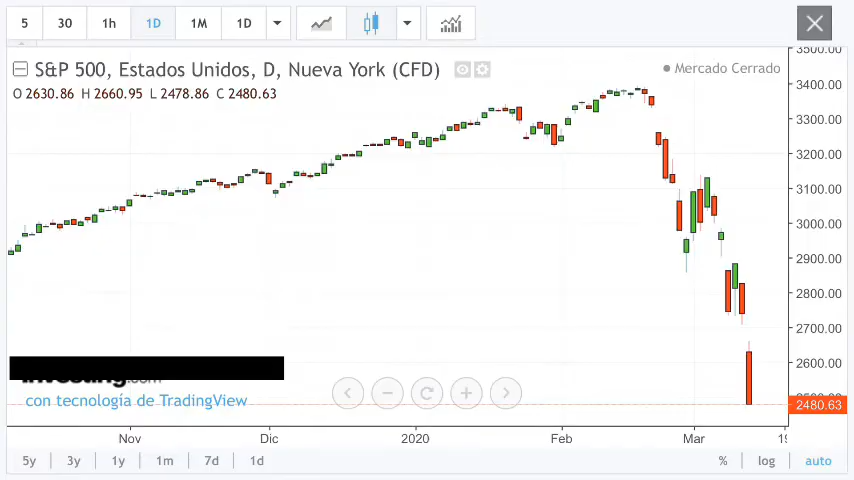 5 30 1h 1D 1M 1D
S&P 500, Estados Unidos, D, Nueva York (CFD)
Mercado Cerrado
O 2630.86 H 2660.95 L 2478.86 C 2480.63
3500.00
3400.00
3300.00
3200.00
3100.00
3000.00
2900.00
2800.00
2700.00
2600.00
2480.63
Investing.com
con tecnología de TradingView
Nov Dic 2020 Feb Mar
5y 3y 1y 1m 7d 1d % log auto